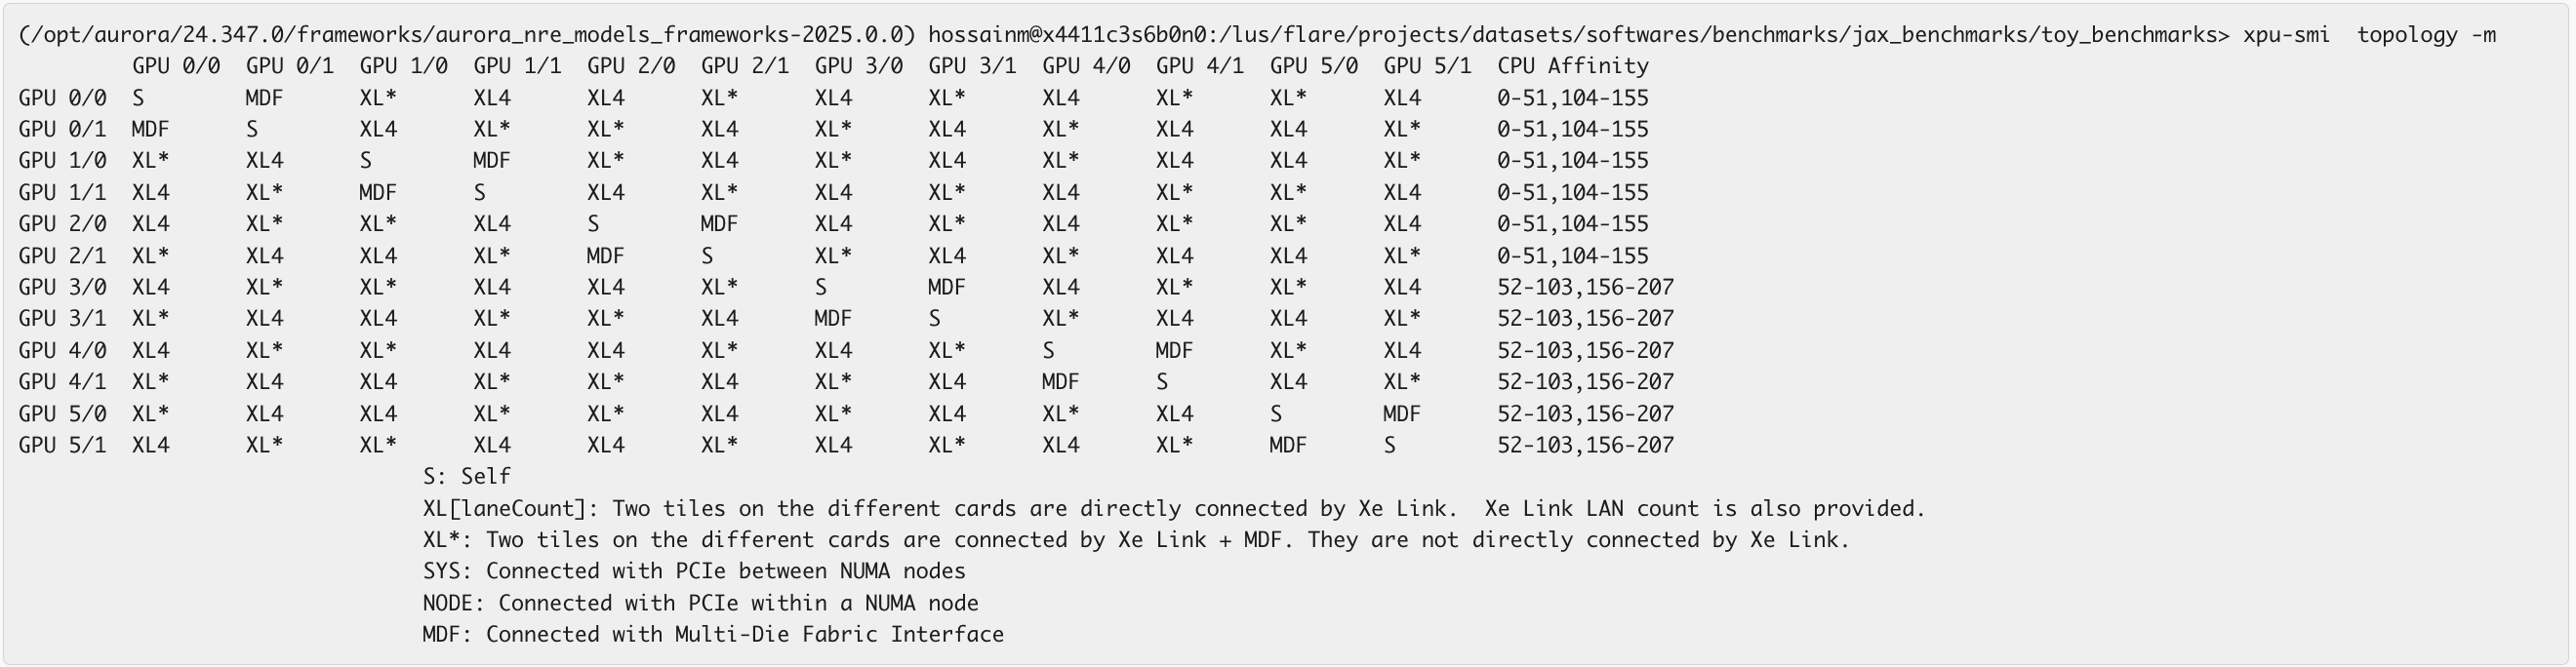 (/opt/aurora/24.347.0/frameworks/aurora_nre_models_frameworks-2025.0.0) hossainm@x4411c3s6b0n0:/lus/flare/projects/datasets/softwares/benchmarks/jax_benchmarks/toy_benchmarks> xpu-smi  topology -m
         GPU 0/0  GPU 0/1  GPU 1/0  GPU 1/1  GPU 2/0  GPU 2/1  GPU 3/0  GPU 3/1  GPU 4/0  GPU 4/1  GPU 5/0  GPU 5/1  CPU Affinity
GPU 0/0  S        MDF      XL*      XL4      XL4      XL*      XL4      XL*      XL4      XL*      XL*      XL4      0-51,104-155
GPU 0/1  MDF      S        XL4      XL*      XL*      XL4      XL*      XL4      XL*      XL4      XL4      XL*      0-51,104-155
GPU 1/0  XL*      XL4      S        MDF      XL*      XL4      XL*      XL4      XL*      XL4      XL4      XL*      0-51,104-155
GPU 1/1  XL4      XL*      MDF      S        XL4      XL*      XL4      XL*      XL4      XL*      XL*      XL4      0-51,104-155
GPU 2/0  XL4      XL*      XL*      XL4      S        MDF      XL4      XL*      XL4      XL*      XL*      XL4      0-51,104-155
GPU 2/1  XL*      XL4      XL4      XL*      MDF      S        XL*      XL4      XL*      XL4      XL4      XL*      0-51,104-155
GPU 3/0  XL4      XL*      XL*      XL4      XL4      XL*      S        MDF      XL4      XL*      XL*      XL4      52-103,156-207
GPU 3/1  XL*      XL4      XL4      XL*      XL*      XL4      MDF      S        XL*      XL4      XL4      XL*      52-103,156-207
GPU 4/0  XL4      XL*      XL*      XL4      XL4      XL*      XL4      XL*      S        MDF      XL*      XL4      52-103,156-207
GPU 4/1  XL*      XL4      XL4      XL*      XL*      XL4      XL*      XL4      MDF      S        XL4      XL*      52-103,156-207
GPU 5/0  XL*      XL4      XL4      XL*      XL*      XL4      XL*      XL4      XL*      XL4      S        MDF      52-103,156-207
GPU 5/1  XL4      XL*      XL*      XL4      XL4      XL*      XL4      XL*      XL4      XL*      MDF      S        52-103,156-207
S: Self
XL[laneCount]: Two tiles on the different cards are directly connected by Xe Link.  Xe Link LAN count is also provided.
XL*: Two tiles on the different cards are connected by Xe Link + MDF. They are not directly connected by Xe Link.
SYS: Connected with PCIe between NUMA nodes
NODE: Connected with PCIe within a NUMA node
MDF: Connected with Multi-Die Fabric Interface